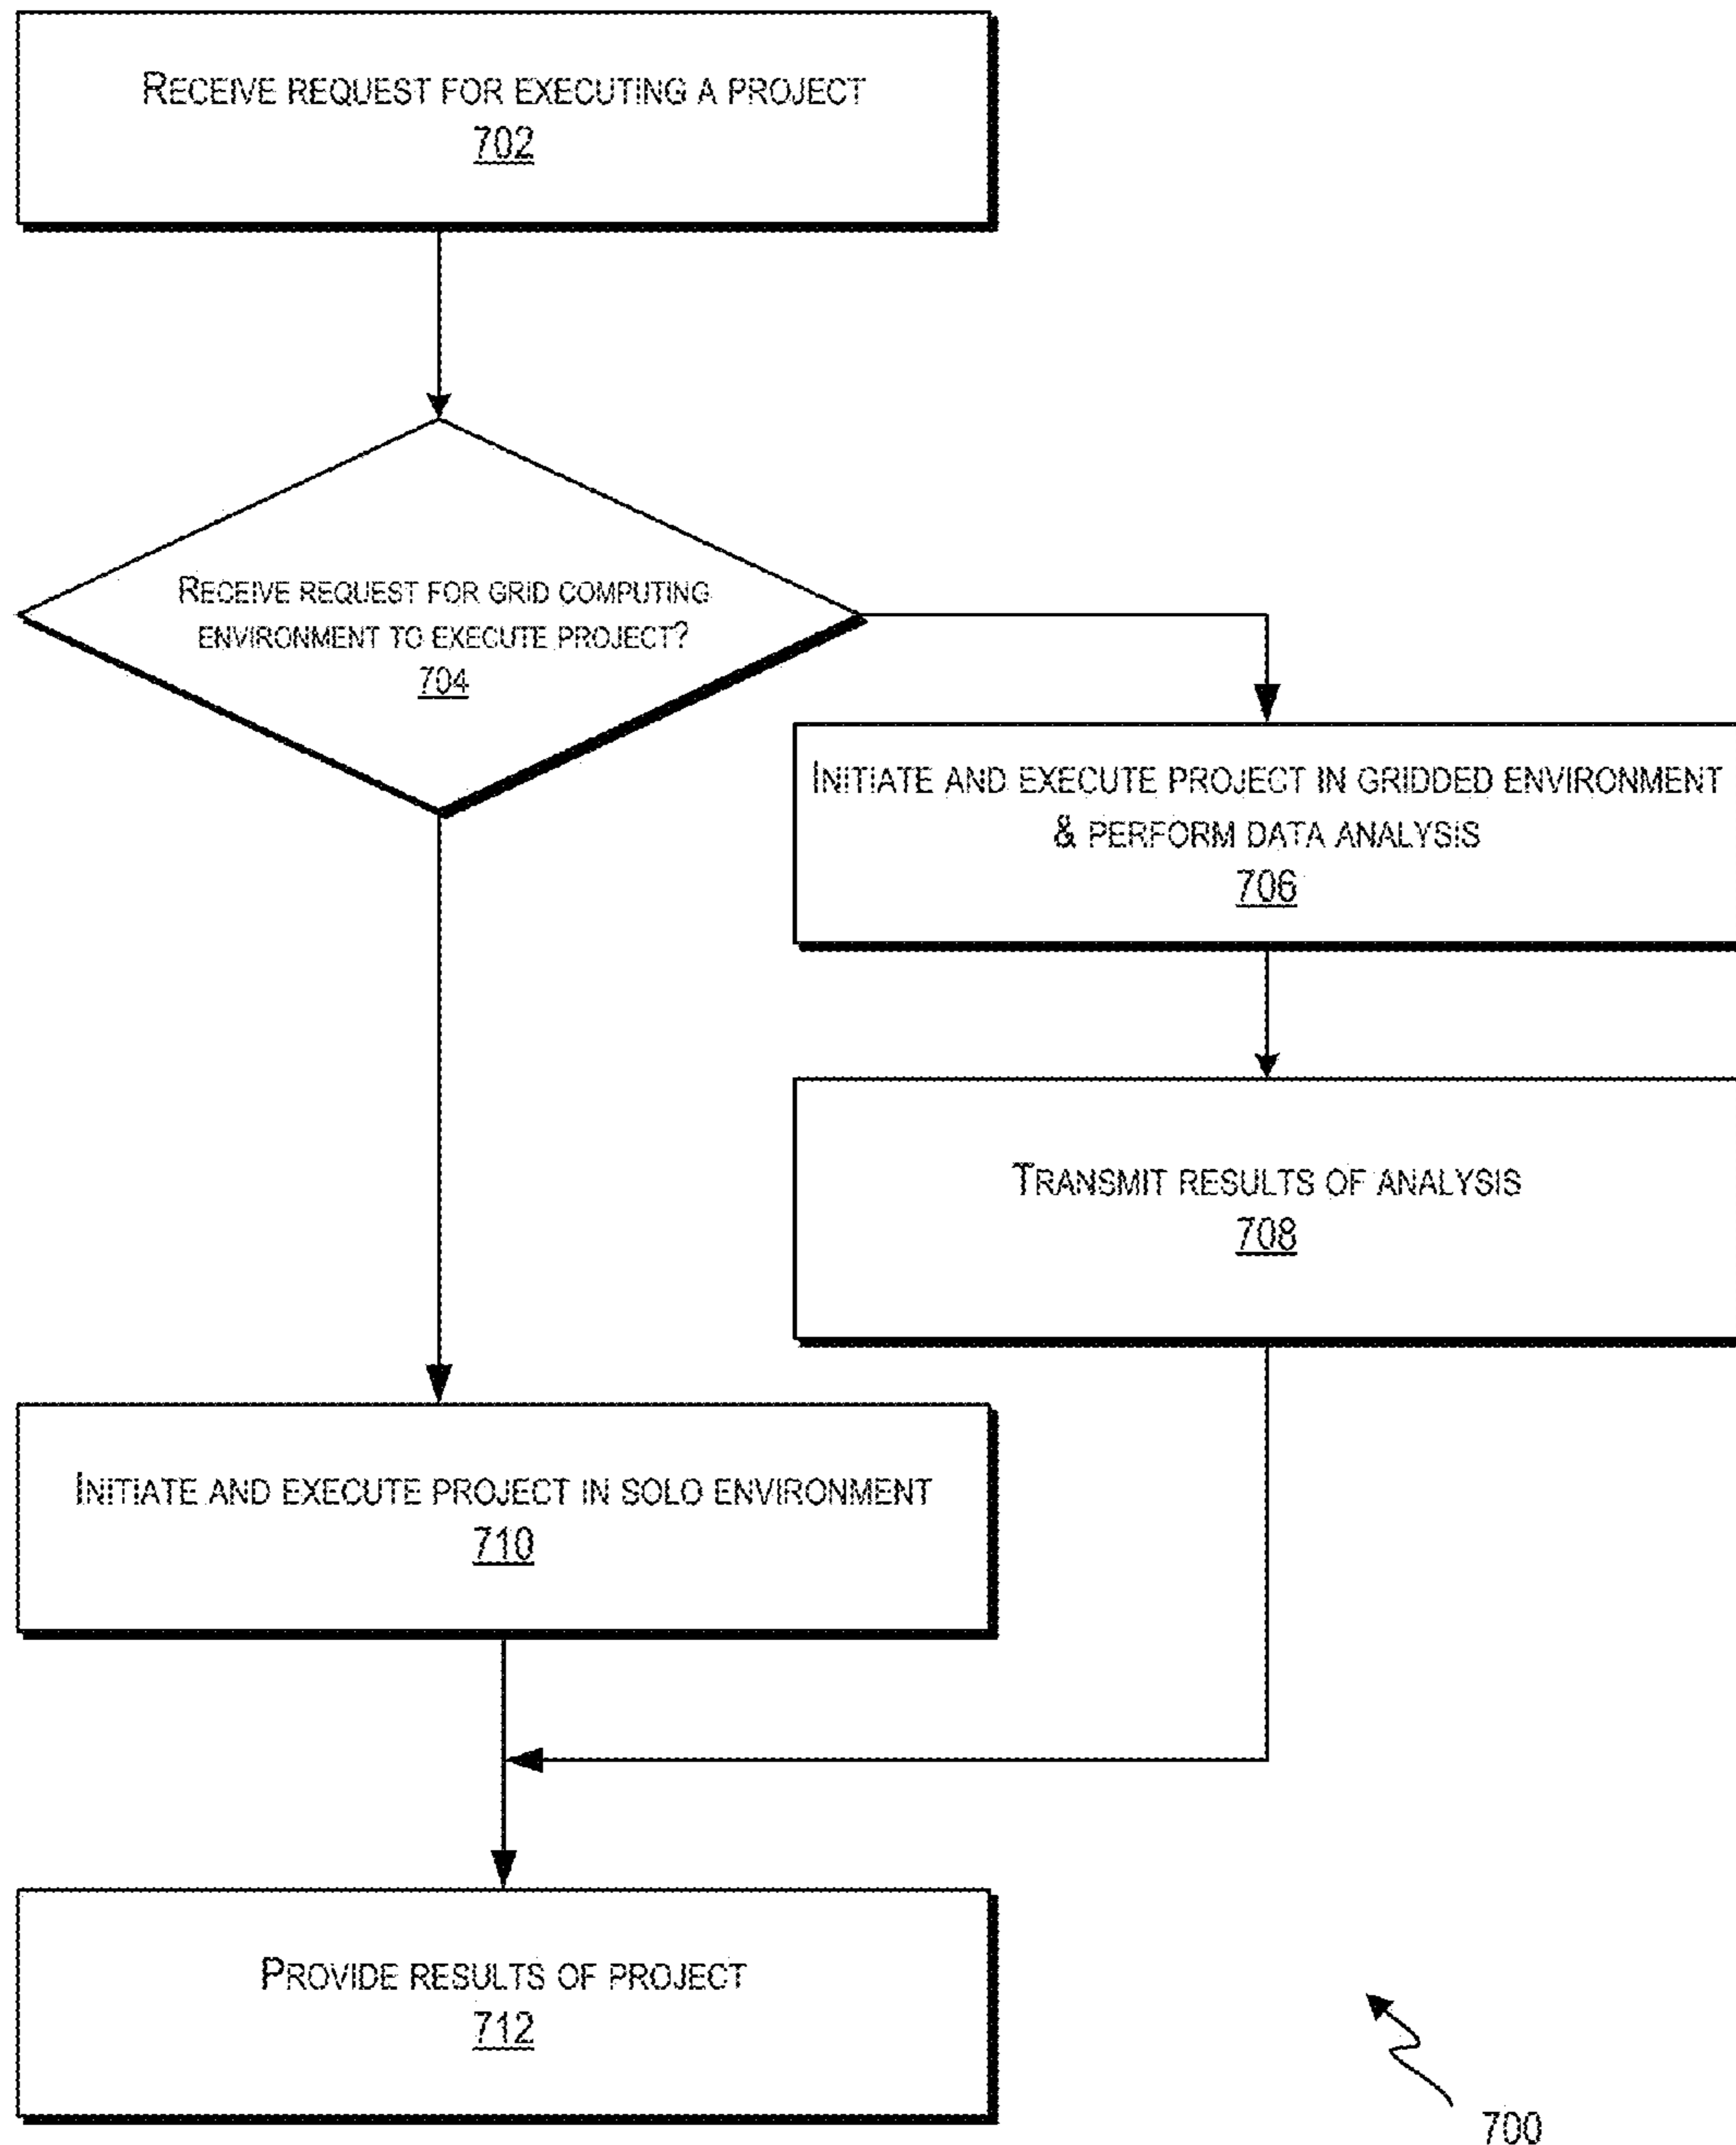 RECEIVE REQUEST FOR EXECUTING A PROJECT
702
RECEIVE REQUEST FOR GRID COMPUTING
ENVIRONMENT TO EXECUTE PROJECT?
704
INITIATE AND EXECUTE PROJECT IN GRIDDED ENVIRONMENT
& PERFORM DATA ANALYSIS
706
TRANSMIT RESULTS OF ANALYSIS
708
INITIATE AND EXECUTE PROJECT IN SOLO ENVIRONMENT
710
PROVIDE RESULTS OF PROJECT
712
700